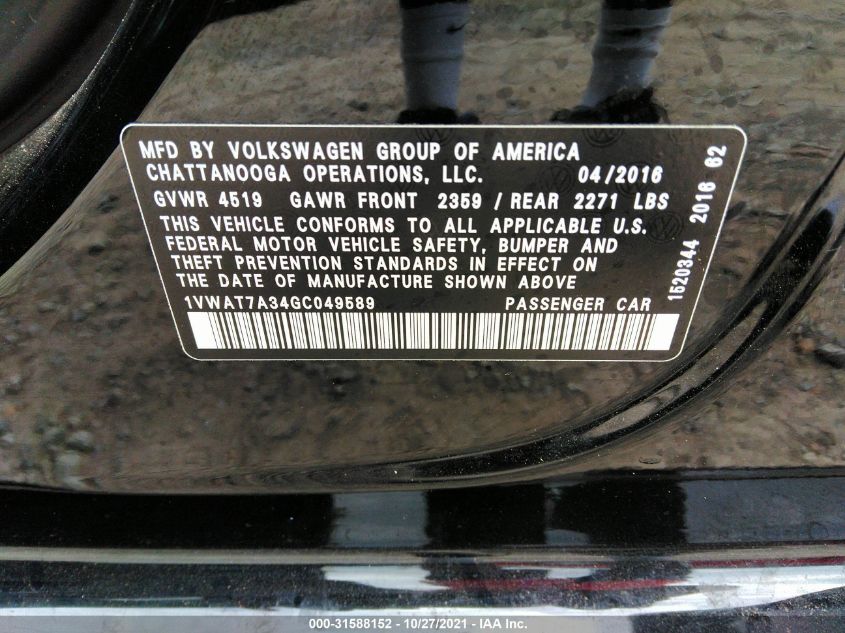 MFD BY VOLKSWAGEN GROUP OF AMERICA
CHATTANOOGA OPERATIONS, LLC. 04/2016
GVWR 4519 GAWR FRONT 2359 / REAR 2271 LBS
THIS VEHICLE CONFORMS TO ALL APPLICABLE U.S.
FEDERAL MOTOR VEHICLE SAFETY, BUMPER AND
THEFT PREVENTION STANDARDS IN EFFECT ON
THE DATE OF MANUFACTURE SHOWN ABOVE
1VWAT7A34GC049589 PASSENGER CAR
1520344 2016 62
000-31588152 - 10/27/2021 - IAA Inc.